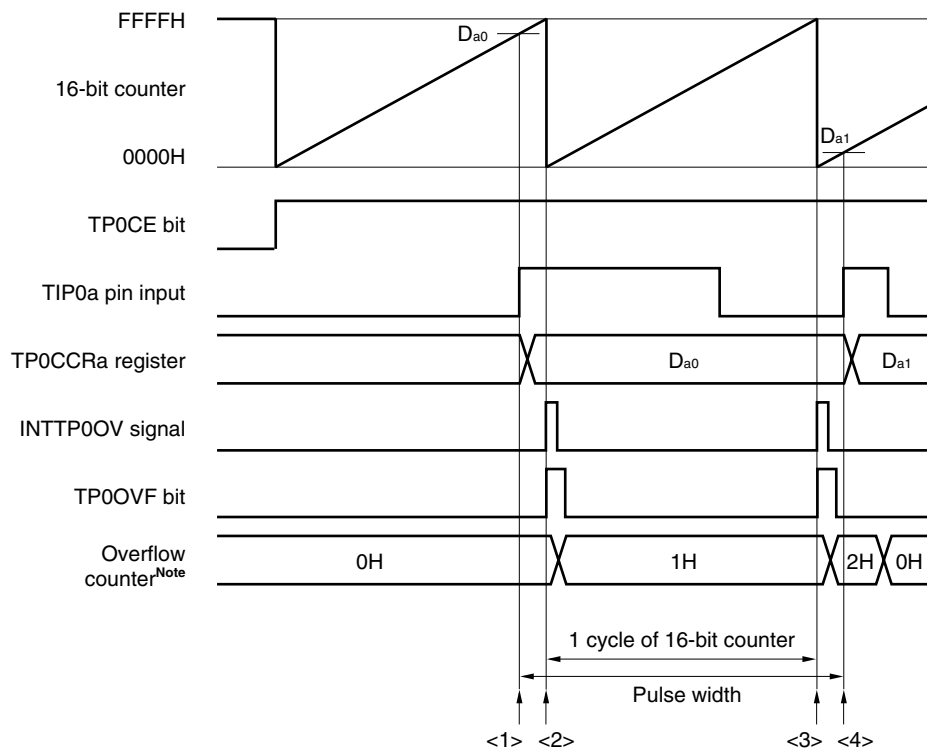 FFFFH
Da0
16-bit counter
Da1
0000H
TP0CE bit
TIP0a pin input
TP0CCRa register
Da0
Da1
INTTP0OV signal
TP0OVF bit
Overflow
counterNote
0H
1H
2H
0H
1 cycle of 16-bit counter
Pulse width
<1>
<2>
<3>
<4>